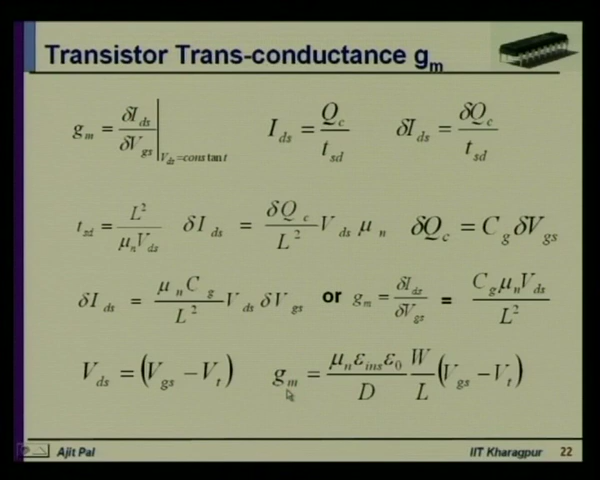 Transistor Trans-conductance gₘ
g_m = δI_ds / δV_gs |_{V_ds = constant} I_ds = Q_c / t_sd δI_ds = δQ_c / t_sd
t_sd = L² / μ_n V_ds δI_ds = δQ_c / L² V_ds μ_n δQ_c = C_g δV_gs
δI_ds = μ_n C_g / L² V_ds δV_gs or g_m = δI_ds / δV_gs = C_g μ_n V_ds / L²
V_ds = (V_gs − V_t) g_m = μ_n ε_ins ε_0 / D W / L (V_gs − V_t)
Ajit Pal IIT Kharagpur 22